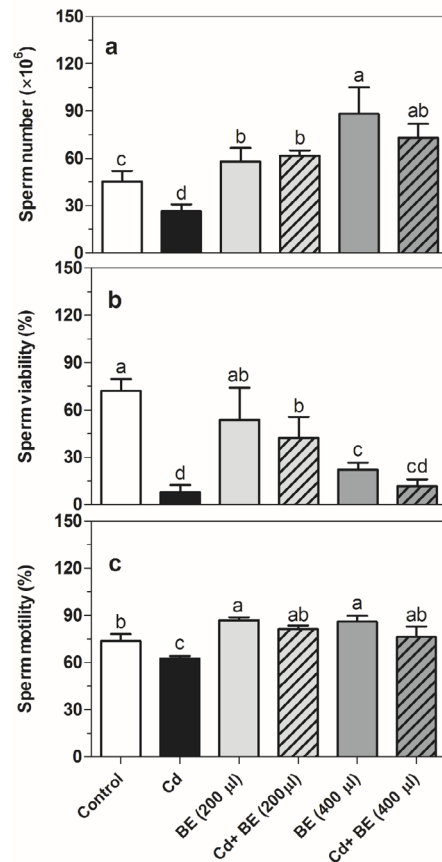 Sperm number (×10⁶)
150
120
90
60
30
0
a
c
d
b
b
a
ab
Sperm viability (%)
150
120
90
60
30
0
b
a
d
ab
b
c
cd
Sperm motility (%)
150
120
90
60
30
0
c
b
c
a
ab
a
ab
Control
Cd
BE (200 µl)
Cd+ BE (200µl)
BE (400 µl)
Cd+ BE (400 µl)